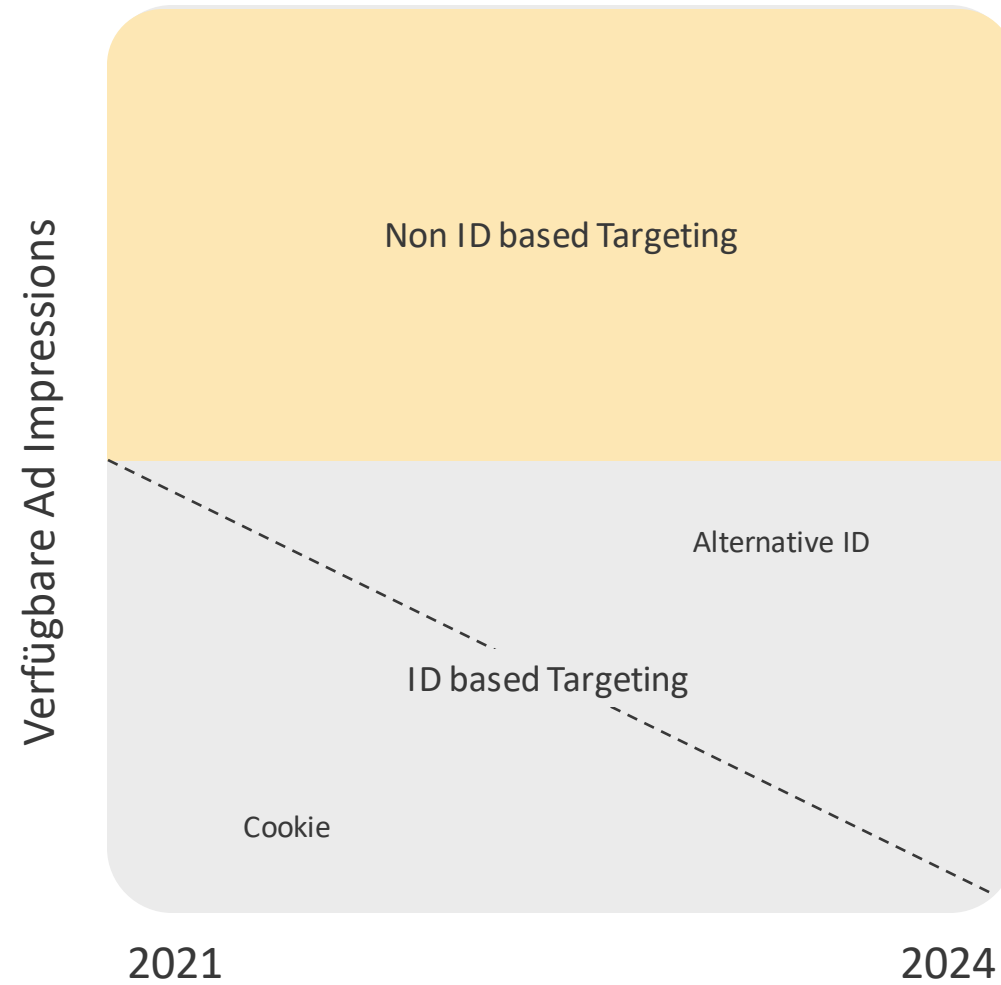 Verfügbare Ad Impressions
Non ID based Targeting
Alternative ID
ID based Targeting
Cookie
2021
2024